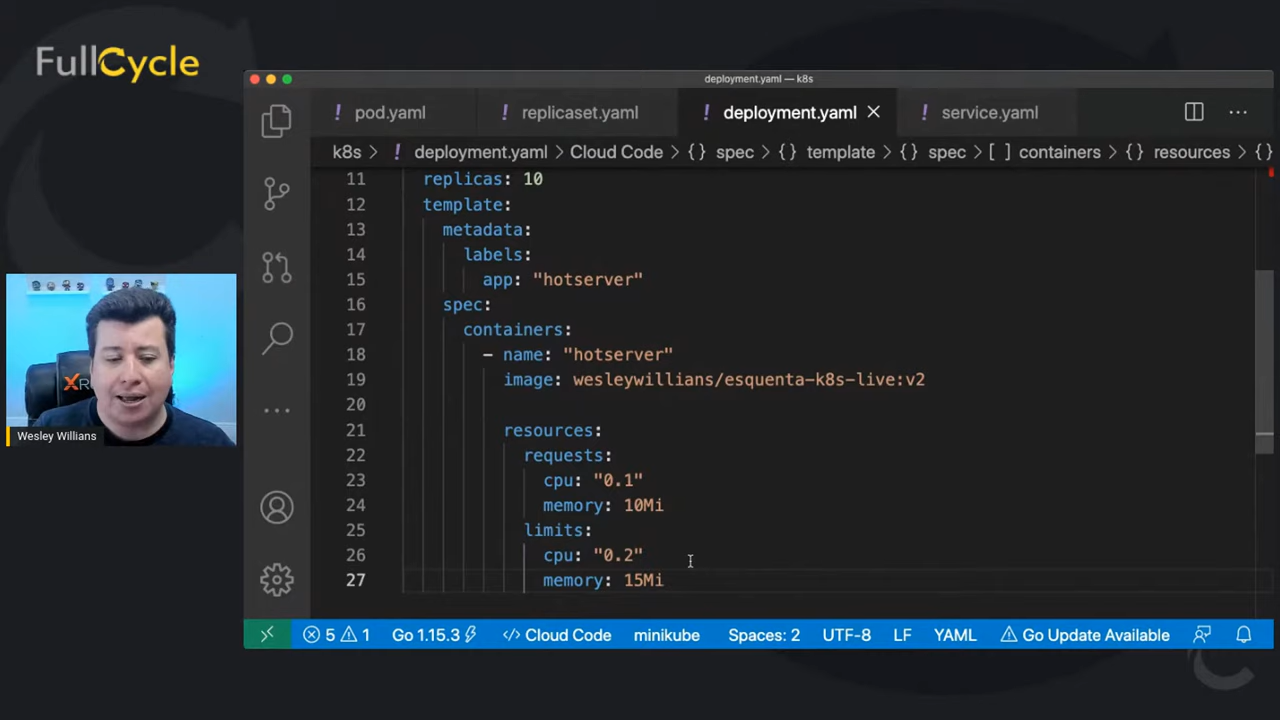 FullCycle
deployment.yaml — k8s
! pod.yaml ! replicaset.yaml ! deployment.yaml × ! service.yaml ...
k8s > ! deployment.yaml > Cloud Code > {} spec > {} template > {} spec > [ ] containers > {} resources > {}
11 replicas: 10
12 template:
13 metadata:
14 labels:
15 app: "hotserver"
16 spec:
17 containers:
18 - name: "hotserver"
19 image: wesleywillians/esquenta-k8s-live:v2
20
21 resources:
22 requests:
23 cpu: "0.1"
24 memory: 10Mi
25 limits:
26 cpu: "0.2"
27 memory: 15Mi
Wesley Willians
5 1 Go 1.15.3 Cloud Code minikube Spaces: 2 UTF-8 LF YAML Go Update Available